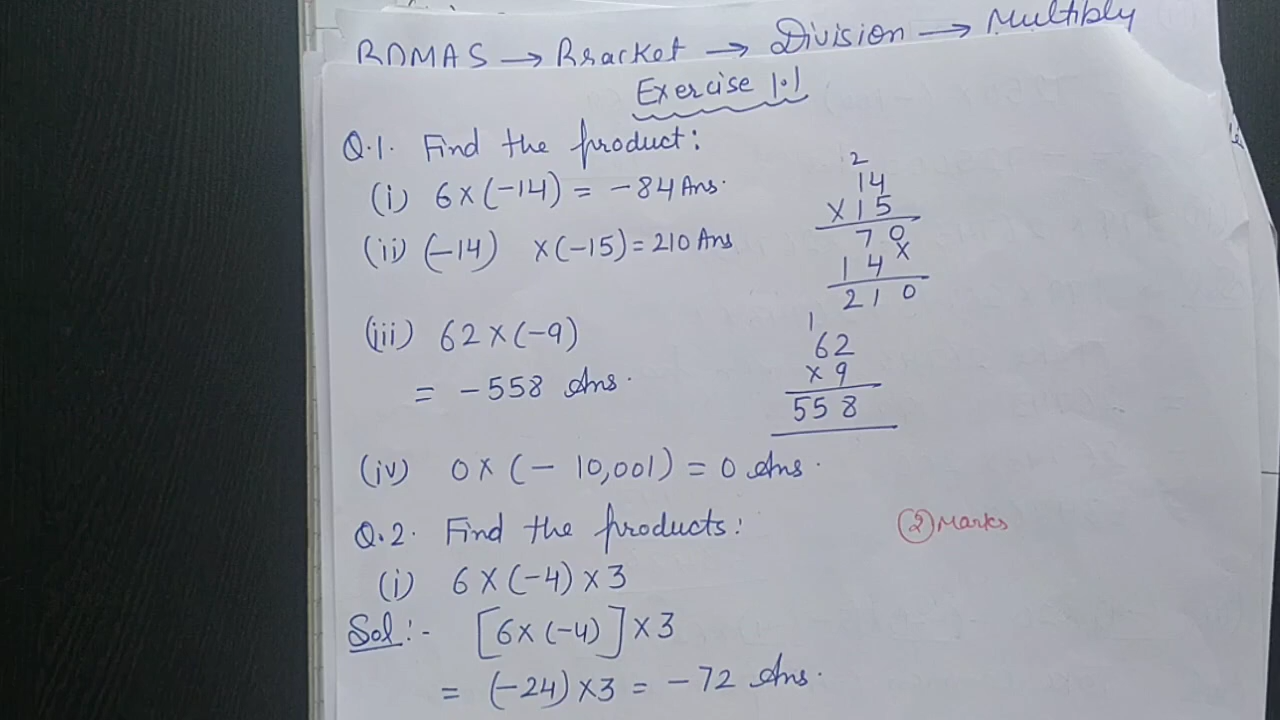 BDMAS → Bracket → Division → Multibly
Exercise 1.1
Q.1. Find the product:
(i) 6×(-14) = -84 Ans.
(ii) (-14) ×(-15)=210 Ans
2
14
×15
70
14×
210
(iii) 62×(-9)
= -558 Ans.
1
62
×9
558
(iv) 0×(- 10,001) = 0 Ans.
Q.2. Find the products:
2 Marks
(i) 6×(-4)×3
Sol:- [6×(-4)]×3
= (-24)×3 = -72 Ans.